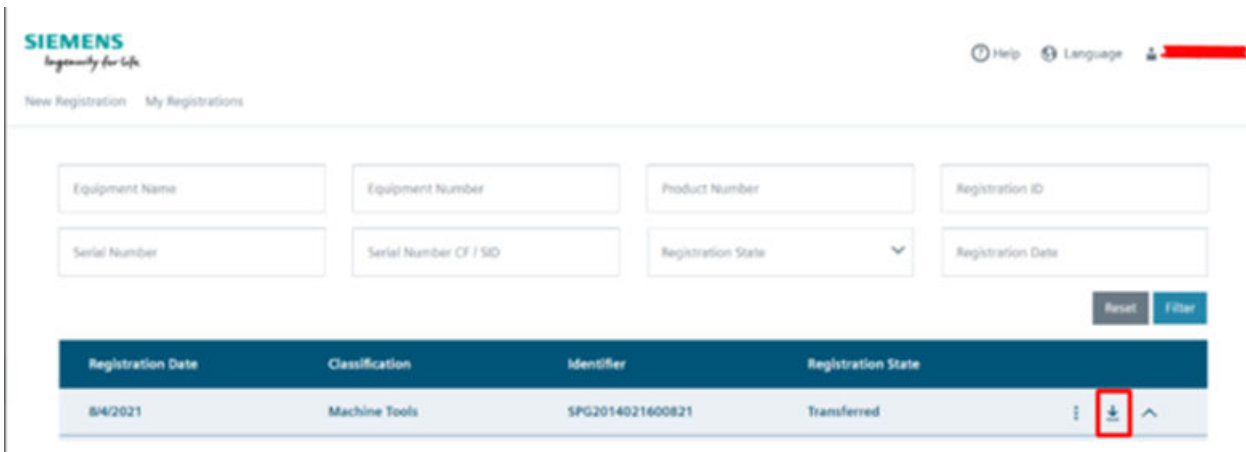 SIEMENS
Ingenuity for life
Help Language
New Registration My Registrations
Equipment Name Equipment Number Product Number Registration ID
Serial Number Serial Number CF / SID Registration State Registration Date
Reset Filter
Registration Date Classification Identifier Registration State
8/4/2021 Machine Tools SPG2014021600821 Transferred